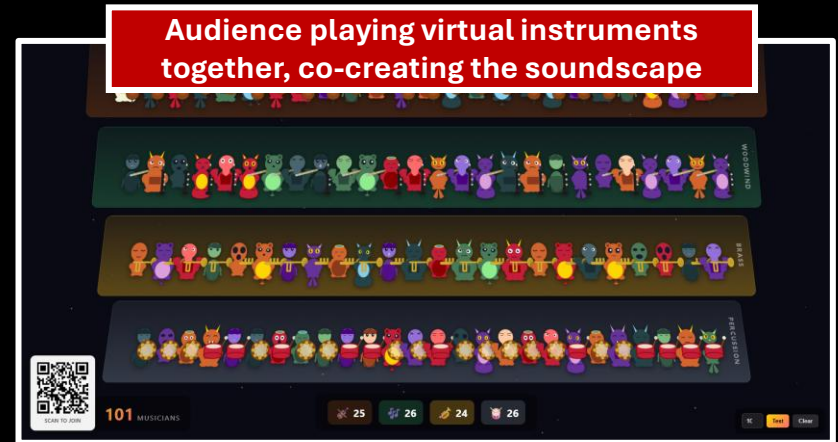 Audience playing virtual instruments
together, co-creating the soundscape
WOODWIND
BRASS
PERCUSSION
SCAN TO JOIN
101 MUSICIANS
25
26
24
26
Test
Clear